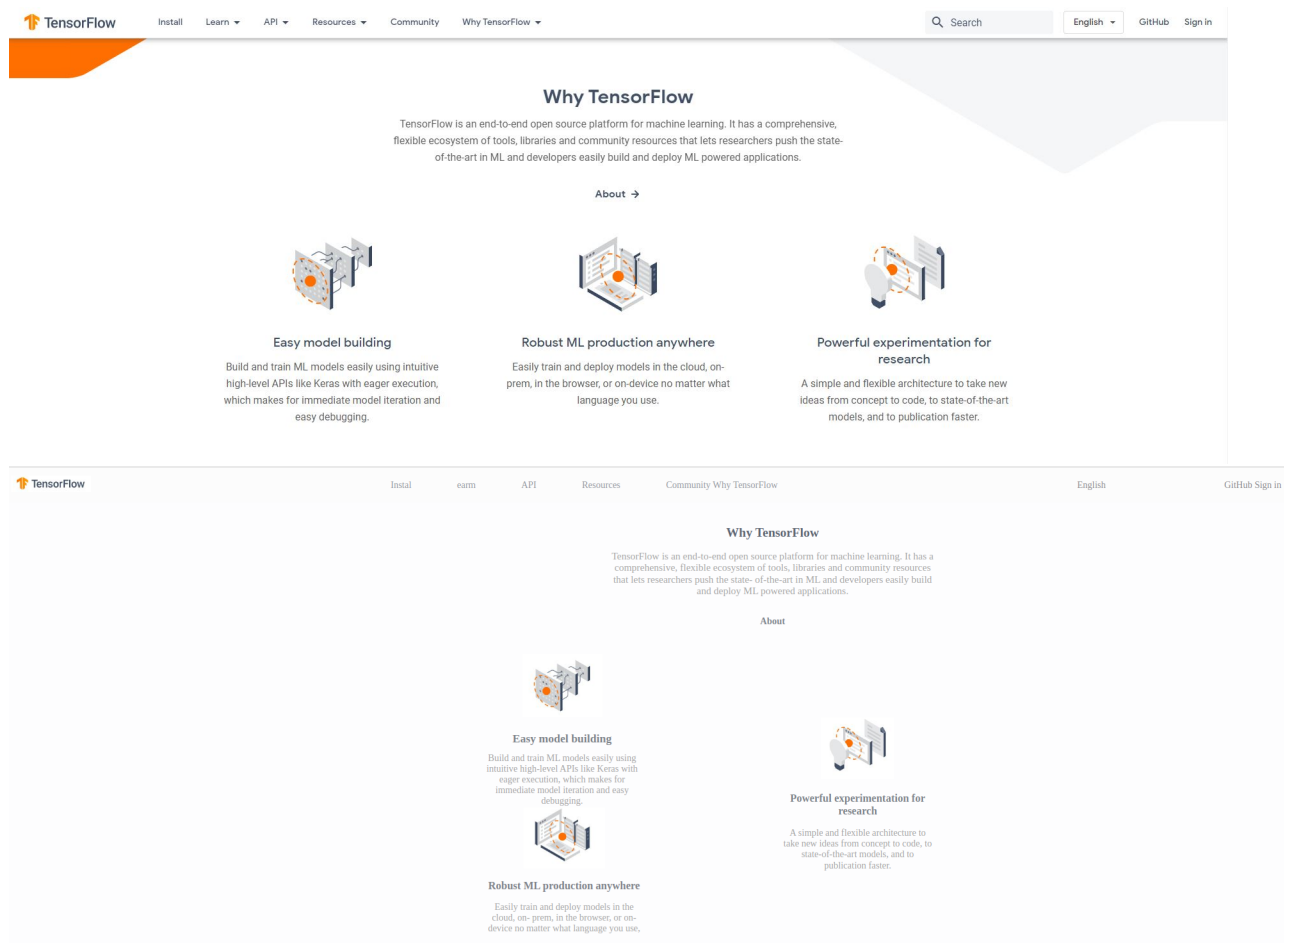 TensorFlow Install Learn API Resources Community Why TensorFlow Search English GitHub Sign in
Why TensorFlow
TensorFlow is an end-to-end open source platform for machine learning. It has a comprehensive,
flexible ecosystem of tools, libraries and community resources that lets researchers push the state-
of-the-art in ML and developers easily build and deploy ML powered applications.
About →
Easy model building
Build and train ML models easily using intuitive
high-level APIs like Keras with eager execution,
which makes for immediate model iteration and
easy debugging.
Robust ML production anywhere
Easily train and deploy models in the cloud, on-
prem, in the browser, or on-device no matter what
language you use.
Powerful experimentation for
research
A simple and flexible architecture to take new
ideas from concept to code, to state-of-the-art
models, and to publication faster.
TensorFlow Instal earm API Resources Community Why TensorFlow English GitHub Sign in
Why TensorFlow
TensorFlow is an end-to-end open source platform for machine learning. It has a
comprehensive, flexible ecosystem of tools, libraries and community resources
that lets researchers push the state- of-the-art in ML and developers easily build
and deploy ML powered applications.
About
Easy model building
Build and train ML models easily using
intuitive high-level APIs like Keras with
eager execution, which makes for
immediate model iteration and easy
debugging.
Robust ML production anywhere
Easily train and deploy models in the
cloud, on- prem, in the browser, or on-
device no matter what language you use,
Powerful experimentation for
research
A simple and flexible architecture to
take new ideas from concept to code, to
state-of-the-art models, and to
publication faster.